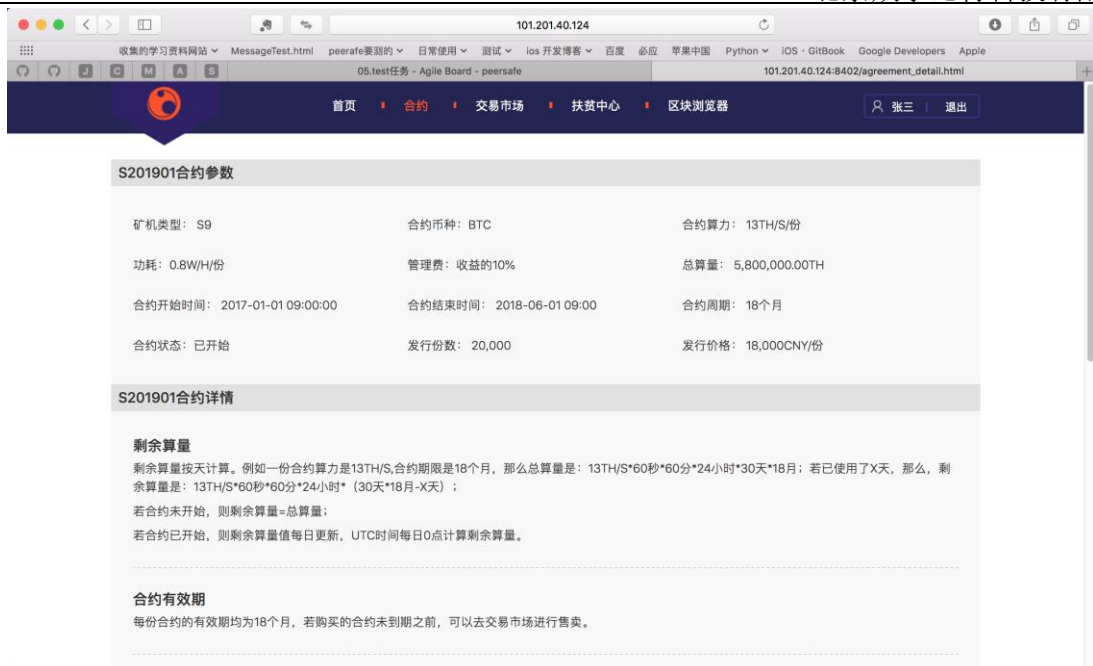 101.201.40.124
收集的学习资料网站 MessageTest.html peerafe要测的 日常使用 测试 ios 开发博客 百度 必应 苹果中国 Python iOS · GitBook Google Developers Apple
J C M A S 05.test任务 - Agile Board - peersafe 101.201.40.124:8402/agreement_detail.html
首页 合约 交易市场 扶贫中心 区块浏览器 张三 退出
S201901合约参数
矿机类型： S9 合约币种：BTC 合约算力： 13TH/S/份
功耗：0.8W/H/份 管理费：收益的10% 总算量： 5,800,000.00TH
合约开始时间： 2017-01-01 09:00:00 合约结束时间： 2018-06-01 09:00 合约周期：18个月
合约状态：已开始 发行份数： 20,000 发行价格： 18,000CNY/份
S201901合约详情
剩余算量
剩余算量按天计算。例如一份合约算力是13TH/S,合约期限是18个月，那么总算量是：13TH/S*60秒*60分*24小时*30天*18月；若已使用了X天，那么，剩
余算量是：13TH/S*60秒*60分*24小时*（30天*18月-X天）；
若合约未开始，则剩余算量=总算量；
若合约已开始，则剩余算量值每日更新，UTC时间每日0点计算剩余算量。
合约有效期
每份合约的有效期均为18个月，若购买的合约未到期之前，可以去交易市场进行售卖。